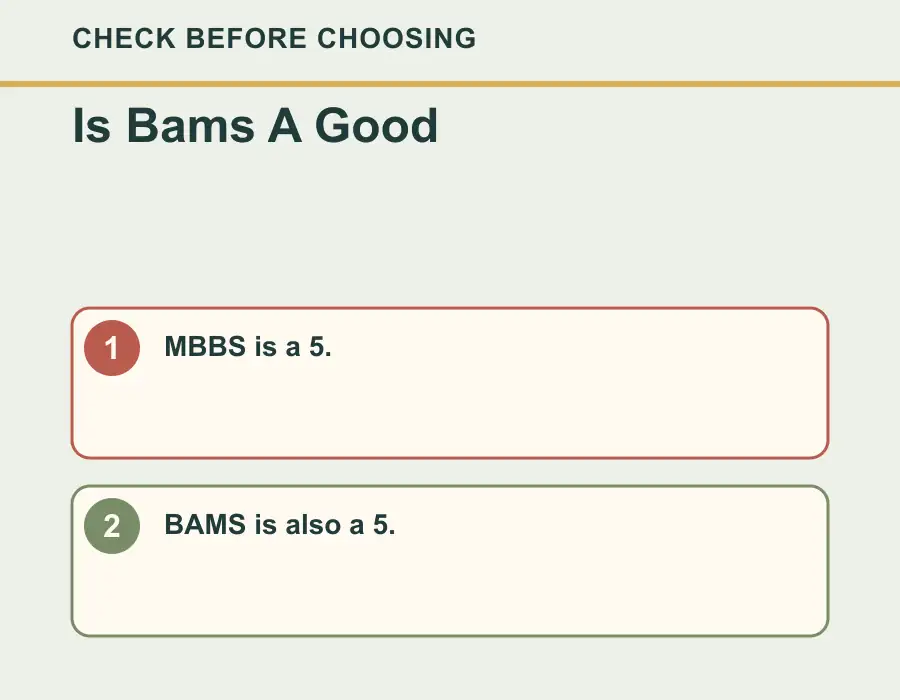 CHECK BEFORE CHOOSING
Is Bams A Good
1 MBBS is a 5.
2 BAMS is also a 5.